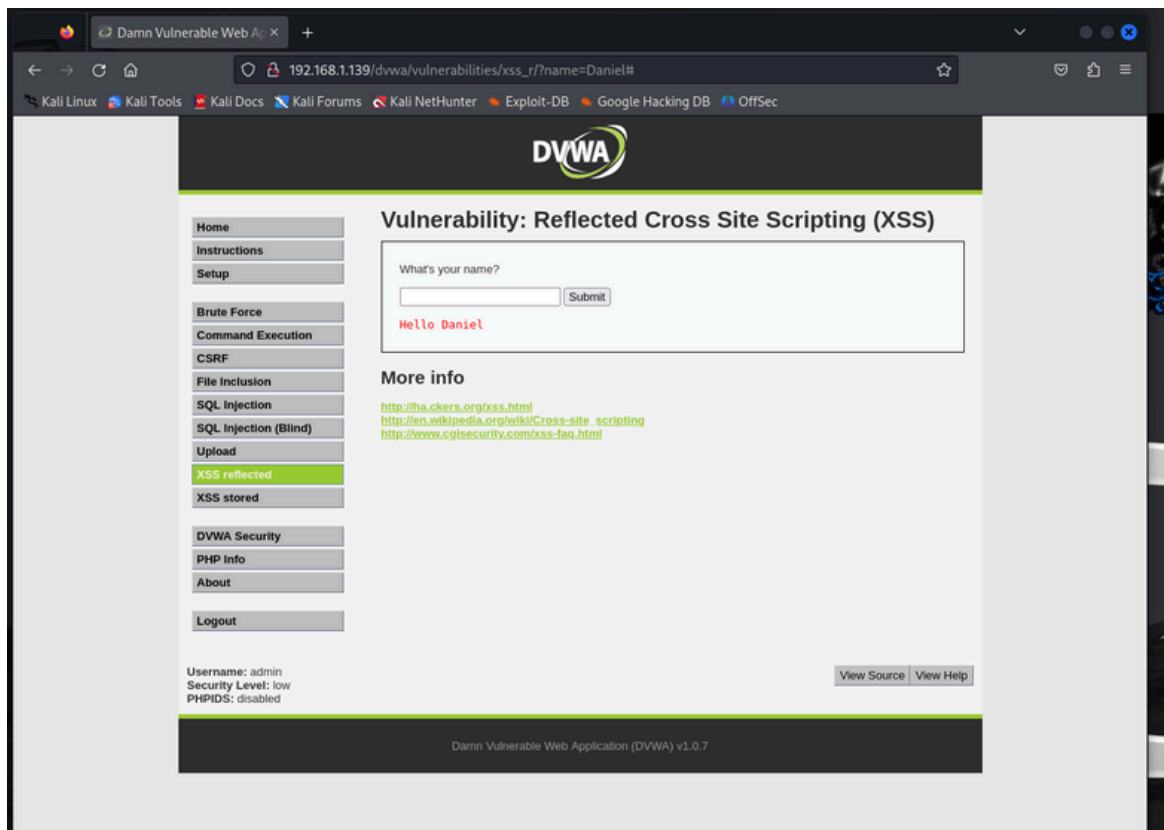 Damn Vulnerable Web Ap
192.168.1.139/dvwa/vulnerabilities/xss_r/?name=Daniel#
Kali Linux Kali Tools Kali Docs Kali Forums Kali NetHunter Exploit-DB Google Hacking DB OffSec
DVWA
Home
Instructions
Setup
Brute Force
Command Execution
CSRF
File Inclusion
SQL Injection
SQL Injection (Blind)
Upload
XSS reflected
XSS stored
DVWA Security
PHP Info
About
Logout
Vulnerability: Reflected Cross Site Scripting (XSS)
What's your name?
Submit
Hello Daniel
More info
http://ha.ckers.org/xss.html
http://en.wikipedia.org/wiki/Cross-site_scripting
http://www.cgisecurity.com/xss-faq.html
Username: admin
Security Level: low
PHPIDS: disabled
View Source View Help
Damn Vulnerable Web Application (DVWA) v1.0.7